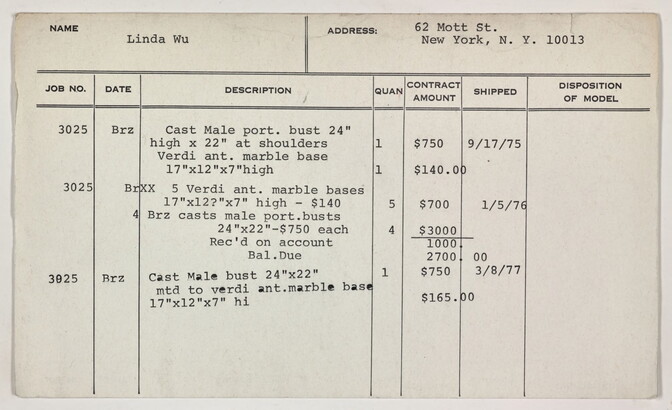 NAME Linda Wu ADDRESS: 62 Mott St.
New York, N. Y. 10013
JOB NO. DATE DESCRIPTION QUAN CONTRACT AMOUNT SHIPPED DISPOSITION OF MODEL
3025 Brz Cast Male port. bust 24"
high x 22" at shoulders 1 $750 9/17/75
Verdi ant. marble base
17"x12"x7"high 1 $140.00
3025 BrXX 5 Verdi ant. marble bases
17"x12?"x7" high - $140 5 $700 1/5/76
4 Brz casts male port.busts
24"x22"-$750 each 4 $3000
Rec'd on account 1000.
Bal.Due 2700. 00
3025 Brz Cast Male bust 24"x22" 1 $750 3/8/77
mtd to verdi ant.marble base
17"x12"x7" hi $165.00